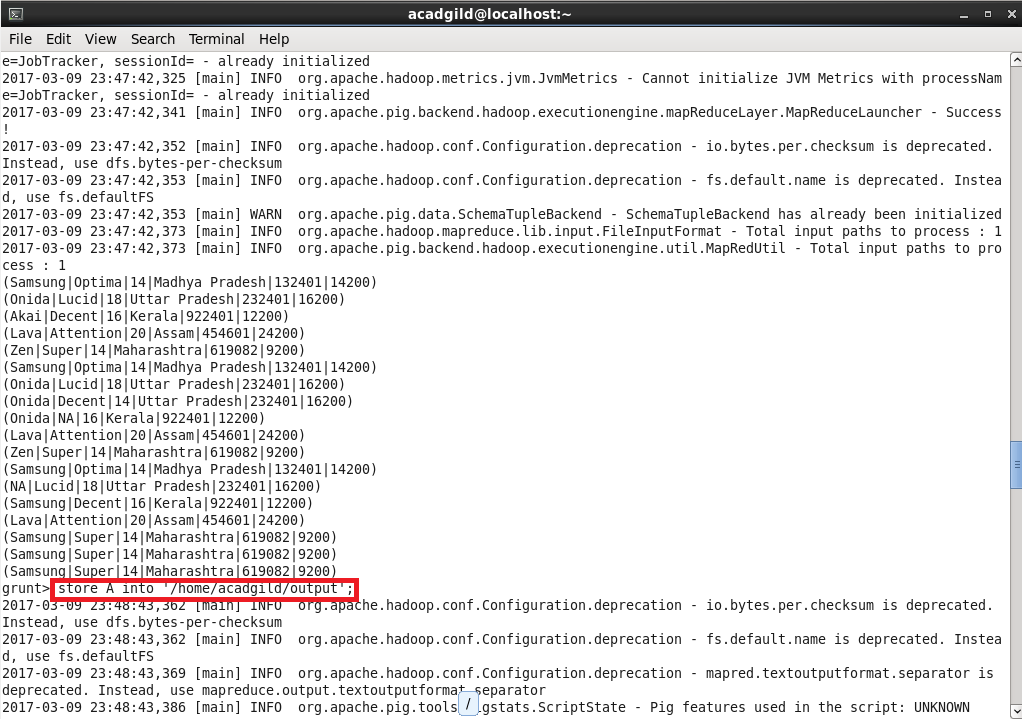 acadgild@localhost:~
File Edit View Search Terminal Help
e=JobTracker, sessionId= - already initialized
2017-03-09 23:47:42,325 [main] INFO  org.apache.hadoop.metrics.jvm.JvmMetrics - Cannot initialize JVM Metrics with processNam
e=JobTracker, sessionId= - already initialized
2017-03-09 23:47:42,341 [main] INFO  org.apache.pig.backend.hadoop.executionengine.mapReduceLayer.MapReduceLauncher - Success
!
2017-03-09 23:47:42,352 [main] INFO  org.apache.hadoop.conf.Configuration.deprecation - io.bytes.per.checksum is deprecated.
Instead, use dfs.bytes-per-checksum
2017-03-09 23:47:42,353 [main] INFO  org.apache.hadoop.conf.Configuration.deprecation - fs.default.name is deprecated. Instea
d, use fs.defaultFS
2017-03-09 23:47:42,353 [main] WARN  org.apache.pig.data.SchemaTupleBackend - SchemaTupleBackend has already been initialized
2017-03-09 23:47:42,373 [main] INFO  org.apache.hadoop.mapreduce.lib.input.FileInputFormat - Total input paths to process : 1
2017-03-09 23:47:42,373 [main] INFO  org.apache.pig.backend.hadoop.executionengine.util.MapRedUtil - Total input paths to pro
cess : 1
(Samsung|Optima|14|Madhya Pradesh|132401|14200)
(Onida|Lucid|18|Uttar Pradesh|232401|16200)
(Akai|Decent|16|Kerala|922401|12200)
(Lava|Attention|20|Assam|454601|24200)
(Zen|Super|14|Maharashtra|619082|9200)
(Samsung|Optima|14|Madhya Pradesh|132401|14200)
(Onida|Lucid|18|Uttar Pradesh|232401|16200)
(Onida|Decent|14|Uttar Pradesh|232401|16200)
(Onida|NA|16|Kerala|922401|12200)
(Lava|Attention|20|Assam|454601|24200)
(Zen|Super|14|Maharashtra|619082|9200)
(Samsung|Optima|14|Madhya Pradesh|132401|14200)
(NA|Lucid|18|Uttar Pradesh|232401|16200)
(Samsung|Decent|16|Kerala|922401|12200)
(Lava|Attention|20|Assam|454601|24200)
(Samsung|Super|14|Maharashtra|619082|9200)
(Samsung|Super|14|Maharashtra|619082|9200)
(Samsung|Super|14|Maharashtra|619082|9200)
grunt> store A into '/home/acadgild/output';
2017-03-09 23:48:43,362 [main] INFO  org.apache.hadoop.conf.Configuration.deprecation - io.bytes.per.checksum is deprecated.
Instead, use dfs.bytes-per-checksum
2017-03-09 23:48:43,362 [main] INFO  org.apache.hadoop.conf.Configuration.deprecation - fs.default.name is deprecated. Instea
d, use fs.defaultFS
2017-03-09 23:48:43,369 [main] INFO  org.apache.hadoop.conf.Configuration.deprecation - mapred.textoutputformat.separator is
deprecated. Instead, use mapreduce.output.textoutputformat.separator
2017-03-09 23:48:43,386 [main] INFO  org.apache.pig.tools / gstats.ScriptState - Pig features used in the script: UNKNOWN